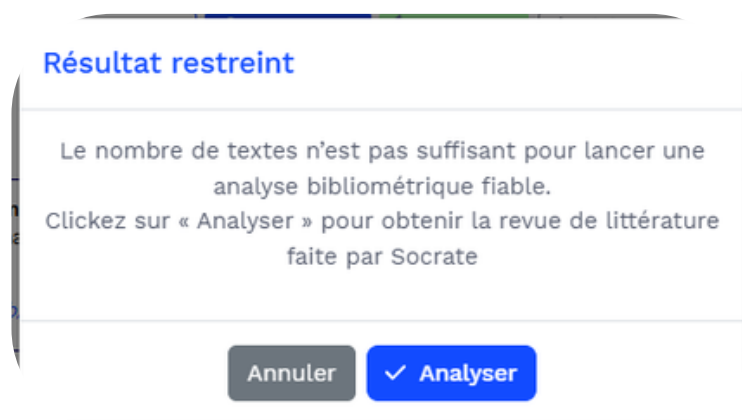 Résultat restreint
Le nombre de textes n’est pas suffisant pour lancer une
analyse bibliométrique fiable.
Clickez sur « Analyser » pour obtenir la revue de littérature
faite par Socrate
Annuler
Analyser